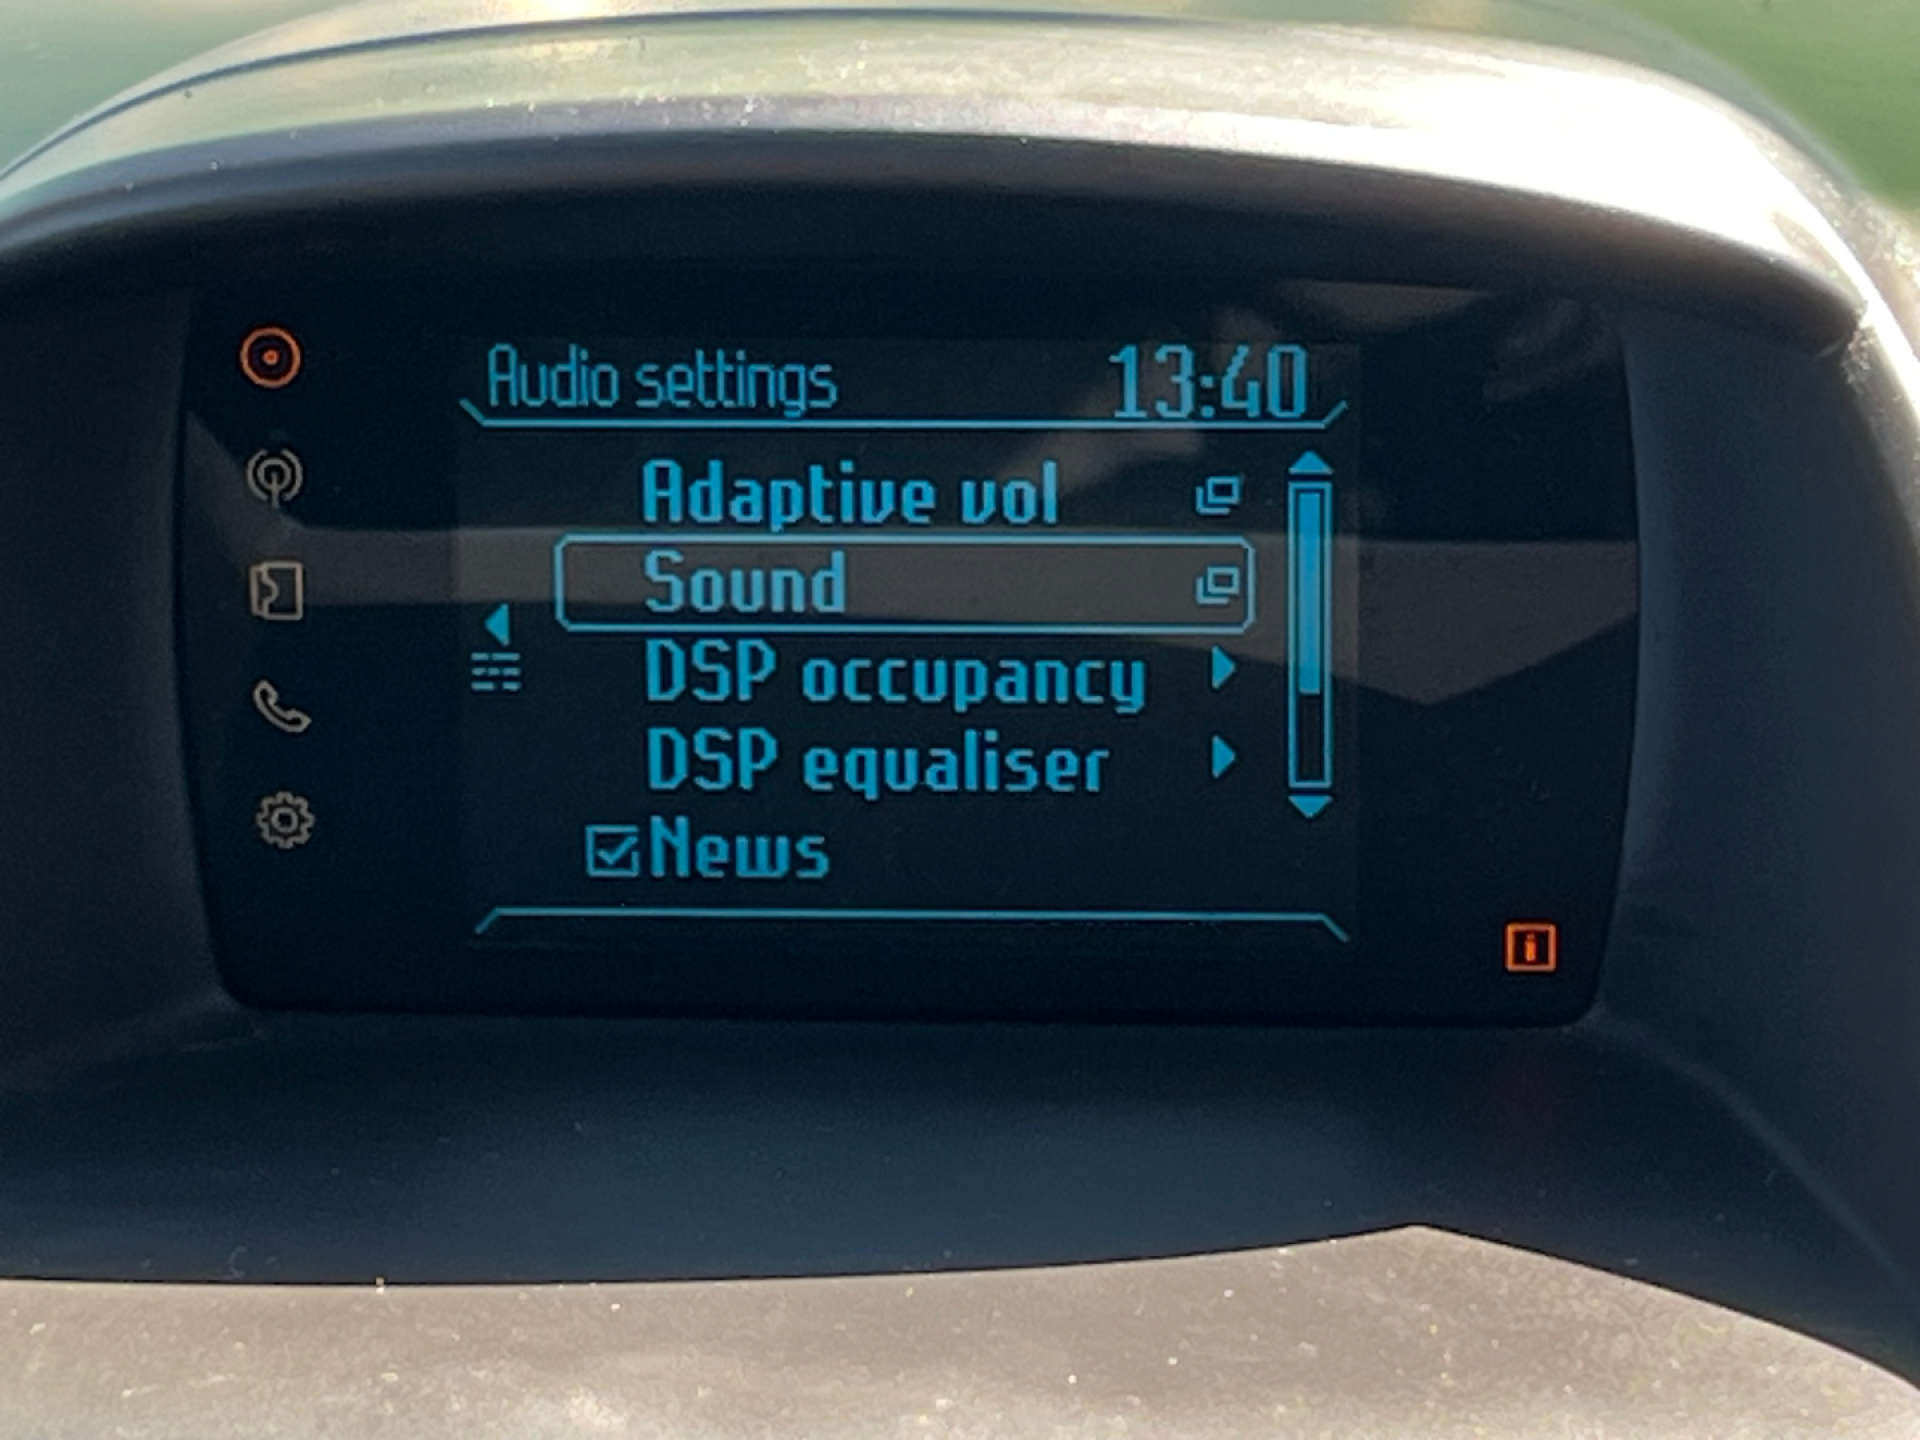 Audio settings 13:40
Adaptive vol
Sound
DSP occupancy
DSP equaliser
News
i